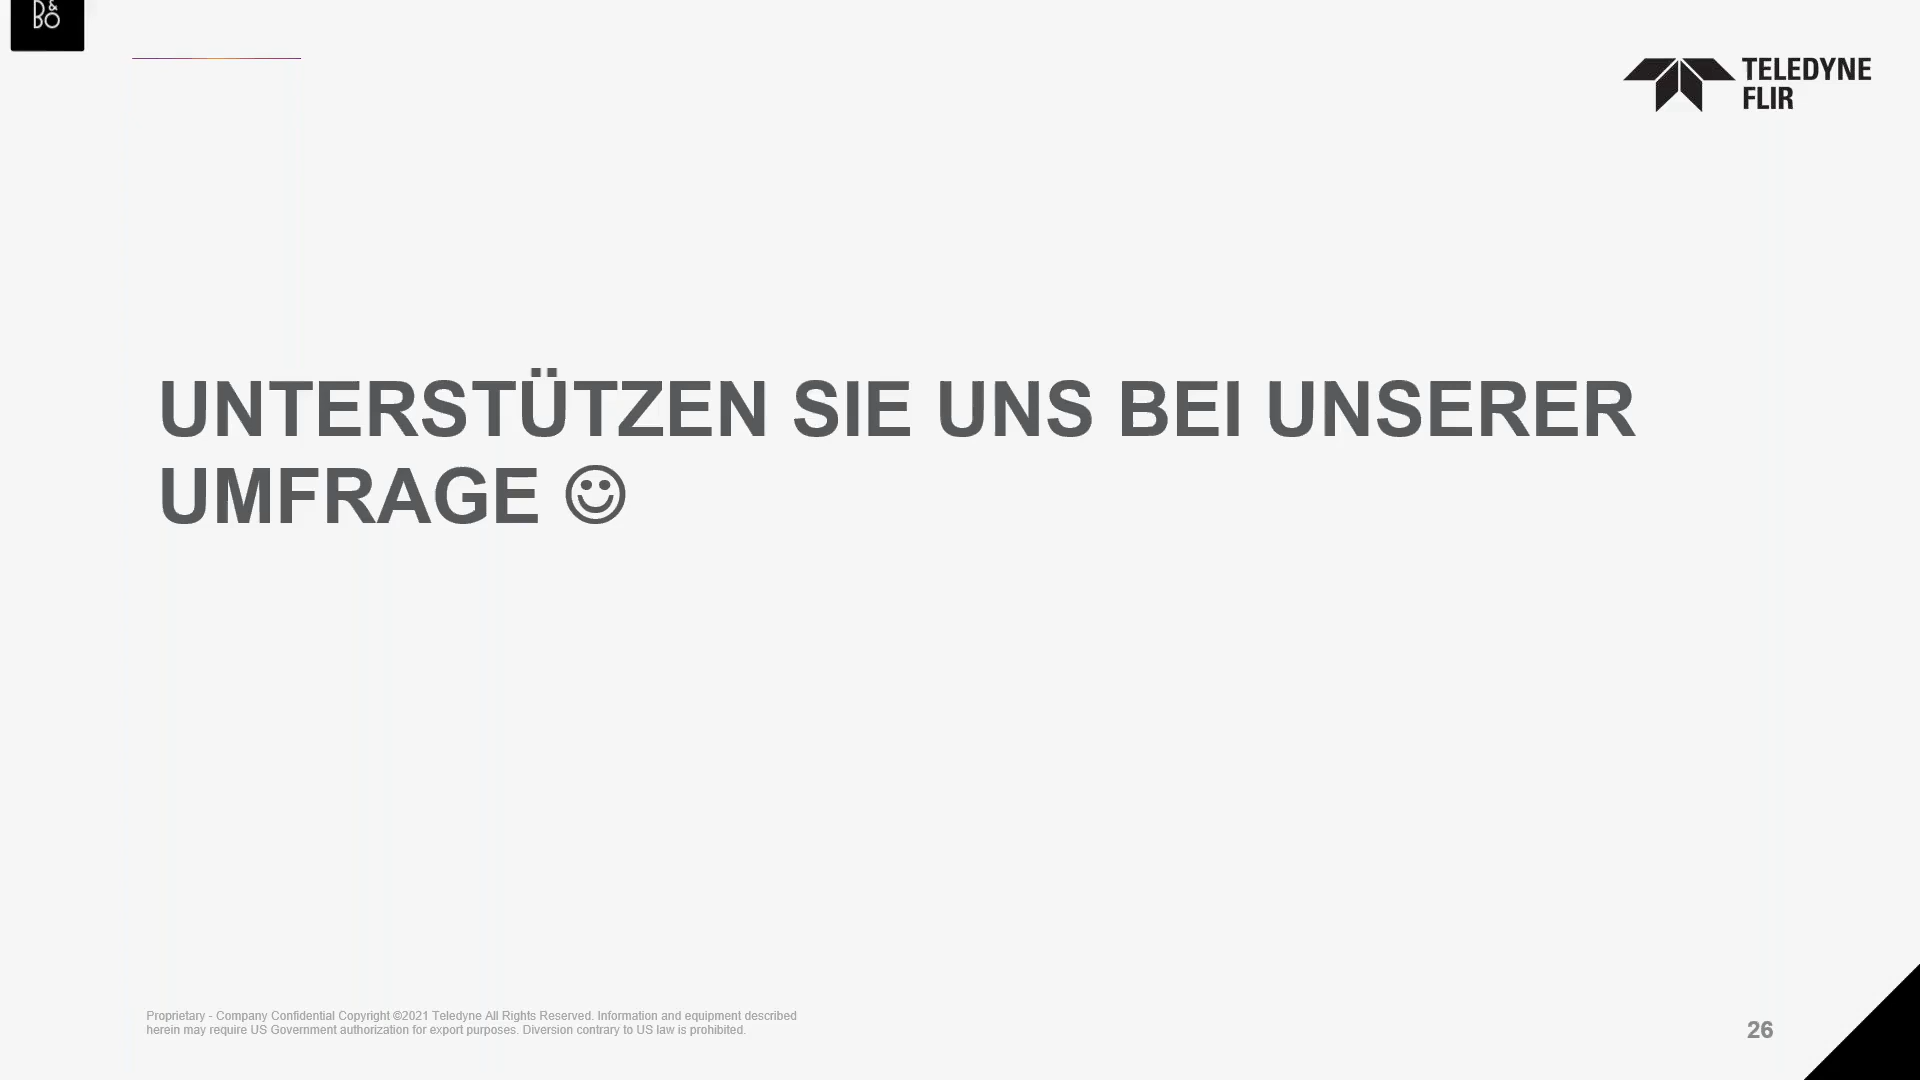 B&
BO
TELEDYNE
FLIR
UNTERSTÜTZEN SIE UNS BEI UNSERER
UMFRAGE ☺
Proprietary - Company Confidential Copyright ©2021 Teledyne All Rights Reserved. Information and equipment described
herein may require US Government authorization for export purposes. Diversion contrary to US law is prohibited.
26